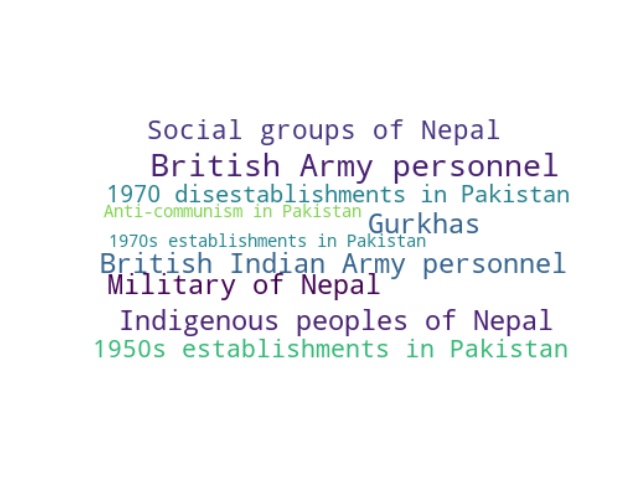 Social groups of Nepal
British Army personnel
1970 disestablishments in Pakistan
Anti-communism in Pakistan
Gurkhas
1970s establishments in Pakistan
British Indian Army personnel
Military of Nepal
Indigenous peoples of Nepal
1950s establishments in Pakistan